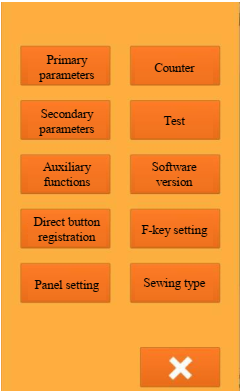 Primary
parameters
Counter
Secondary
parameters
Test
Auxiliary
functions
Software
version
Direct button
registration
F-key setting
Panel setting
Sewing type